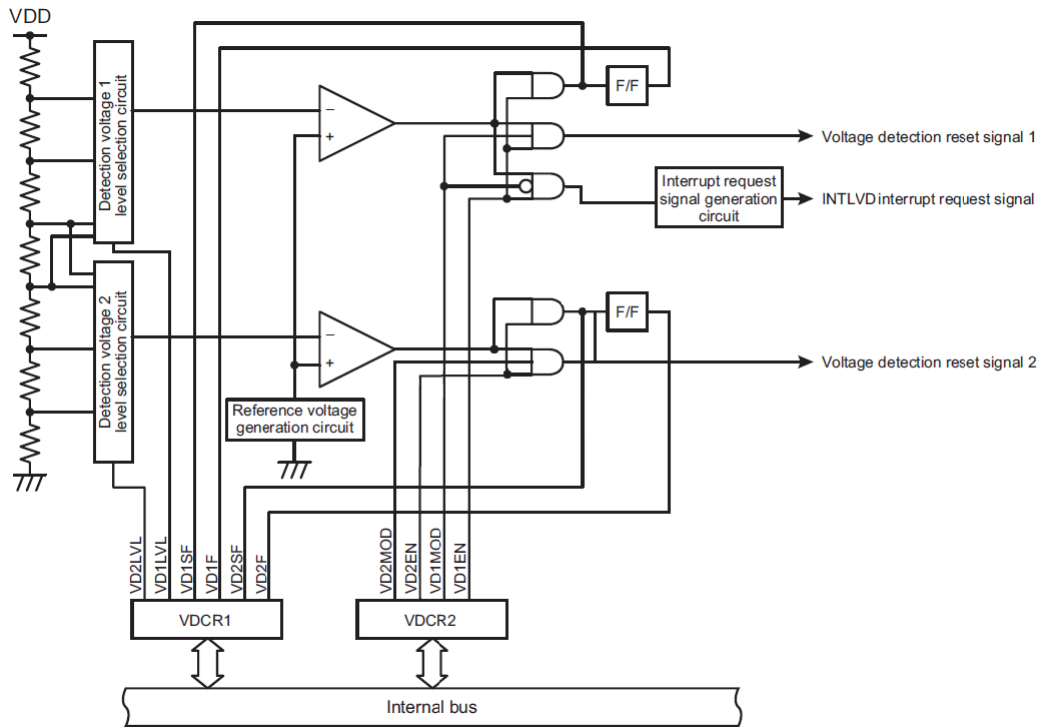 VDD
Detection voltage 1
level selection circuit
Detection voltage 2
level selection circuit
−
+
−
+
Reference voltage
generation circuit
F/F
Voltage detection reset signal 1
Interrupt request
signal generation
circuit
INTLVD interrupt request signal
F/F
Voltage detection reset signal 2
VD2LVL
VD1LVL
VD1SF
VD1F
VD2SF
VD2F
VD2MOD
VD2EN
VD1MOD
VD1EN
VDCR1
VDCR2
Internal bus